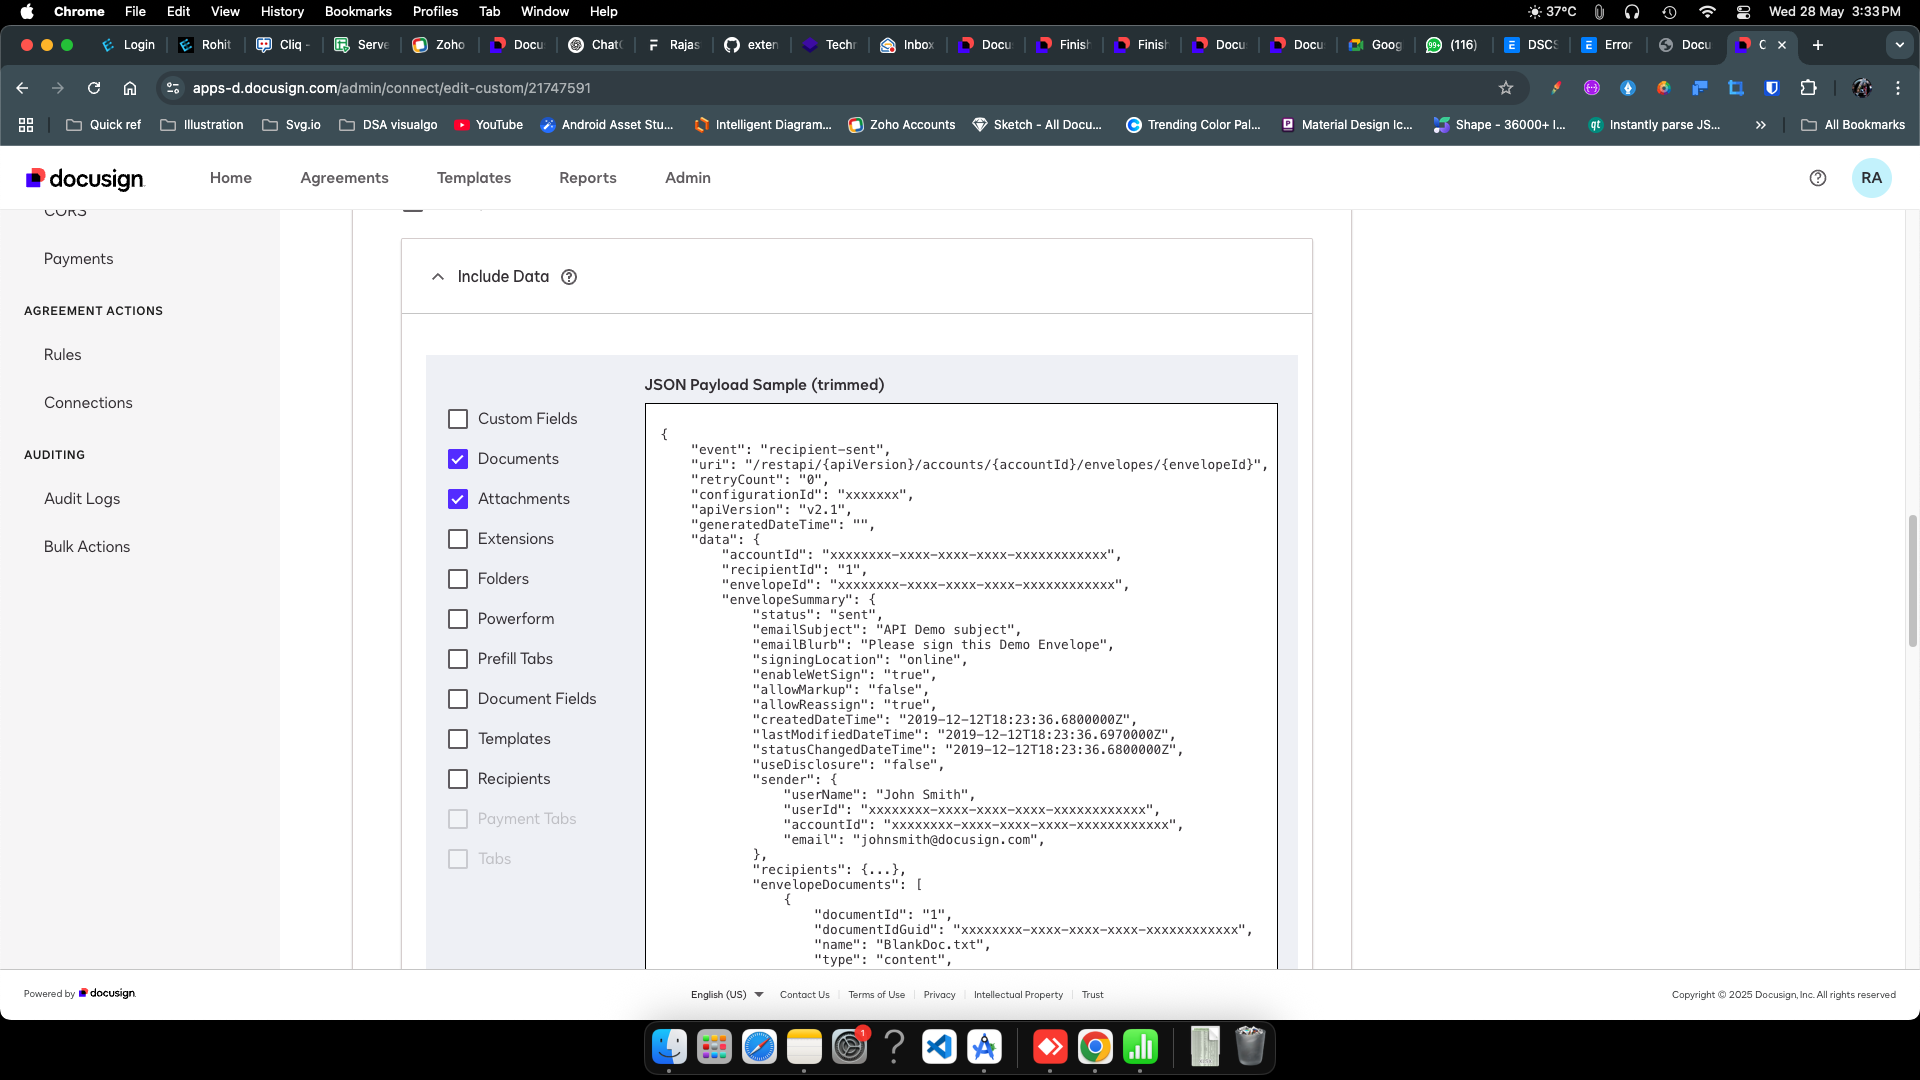 Chrome File Edit View History Bookmarks Profiles Tab Window Help 37°C Wed 28 May 3:33 PM
Login Rohit Cliq - Serve Zoho Docu ChatG Rajas exten Techr Inbox Docu Finish Finish Docu Docu Goog (116) DSCS Error Docu C
apps-d.docusign.com/admin/connect/edit-custom/21747591
Quick ref Illustration Svg.io DSA visualgo YouTube Android Asset Stu... Intelligent Diagram... Zoho Accounts Sketch - All Docu... Trending Color Pal... Material Design Ic... Shape - 36000+ I... Instantly parse JS... All Bookmarks
docusign Home Agreements Templates Reports Admin RA
CORS
Payments
AGREEMENT ACTIONS
Rules
Connections
AUDITING
Audit Logs
Bulk Actions
Include Data
Custom Fields
Documents
Attachments
Extensions
Folders
Powerform
Prefill Tabs
Document Fields
Templates
Recipients
Payment Tabs
Tabs
JSON Payload Sample (trimmed)
{
"event": "recipient-sent",
"uri": "/restapi/{apiVersion}/accounts/{accountId}/envelopes/{envelopeId}",
"retryCount": "0",
"configurationId": "xxxxxxx",
"apiVersion": "v2.1",
"generatedDateTime": "",
"data": {
"accountId": "xxxxxxxx-xxxx-xxxx-xxxx-xxxxxxxxxxxx",
"recipientId": "1",
"envelopeId": "xxxxxxxx-xxxx-xxxx-xxxx-xxxxxxxxxxxx",
"envelopeSummary": {
"status": "sent",
"emailSubject": "API Demo subject",
"emailBlurb": "Please sign this Demo Envelope",
"signingLocation": "online",
"enableWetSign": "true",
"allowMarkup": "false",
"allowReassign": "true",
"createdDateTime": "2019-12-12T18:23:36.6800000Z",
"lastModifiedDateTime": "2019-12-12T18:23:36.6970000Z",
"statusChangedDateTime": "2019-12-12T18:23:36.6800000Z",
"useDisclosure": "false",
"sender": {
"userName": "John Smith",
"userId": "xxxxxxxx-xxxx-xxxx-xxxx-xxxxxxxxxxxx",
"accountId": "xxxxxxxx-xxxx-xxxx-xxxx-xxxxxxxxxxxx",
"email": "johnsmith@docusign.com",
},
"recipients": {...},
"envelopeDocuments": [
{
"documentId": "1",
"documentIdGuid": "xxxxxxxx-xxxx-xxxx-xxxx-xxxxxxxxxxxx",
"name": "BlankDoc.txt",
"type": "content",
Powered by docusign English (US) Contact Us Terms of Use Privacy Intellectual Property Trust Copyright © 2025 Docusign, Inc. All rights reserved
1